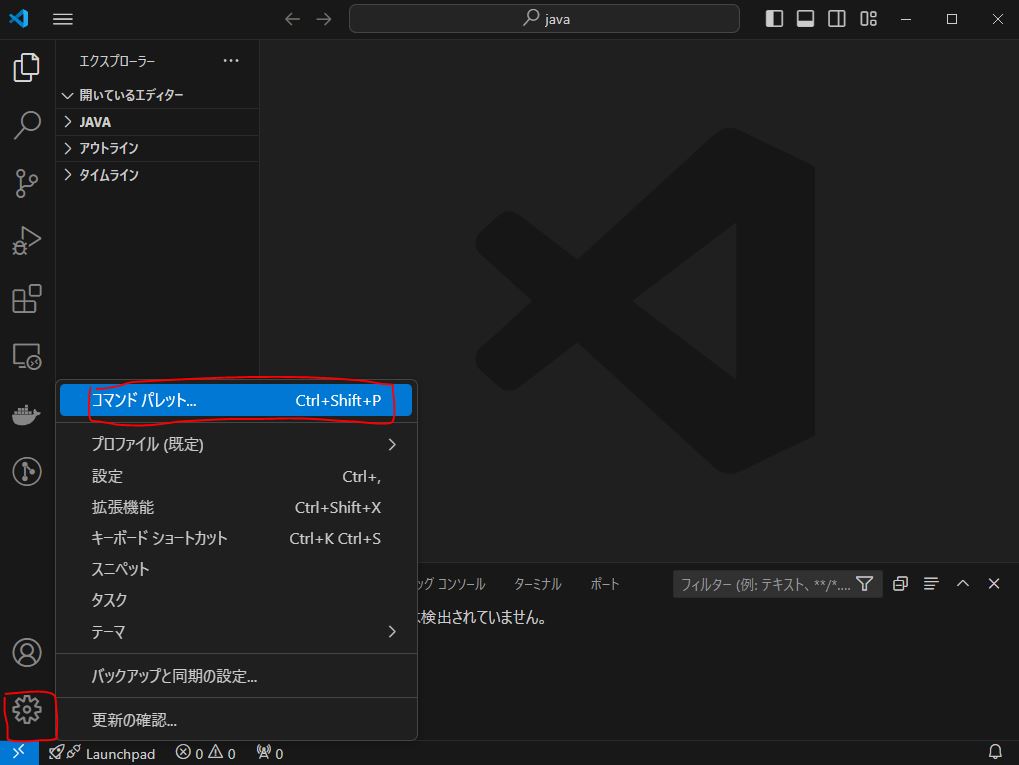 java
エクスプローラー
開いているエディター
JAVA
アウトライン
タイムライン
コマンド パレット... Ctrl+Shift+P
プロファイル (既定)
設定 Ctrl+,
拡張機能 Ctrl+Shift+X
キーボード ショートカット Ctrl+K Ctrl+S
スニペット
タスク
テーマ
バックアップと同期の設定...
更新の確認...
グ コンソール ターミナル ポート フィルター (例: テキスト、**/*....
検出されていません。
Launchpad 0 0 0